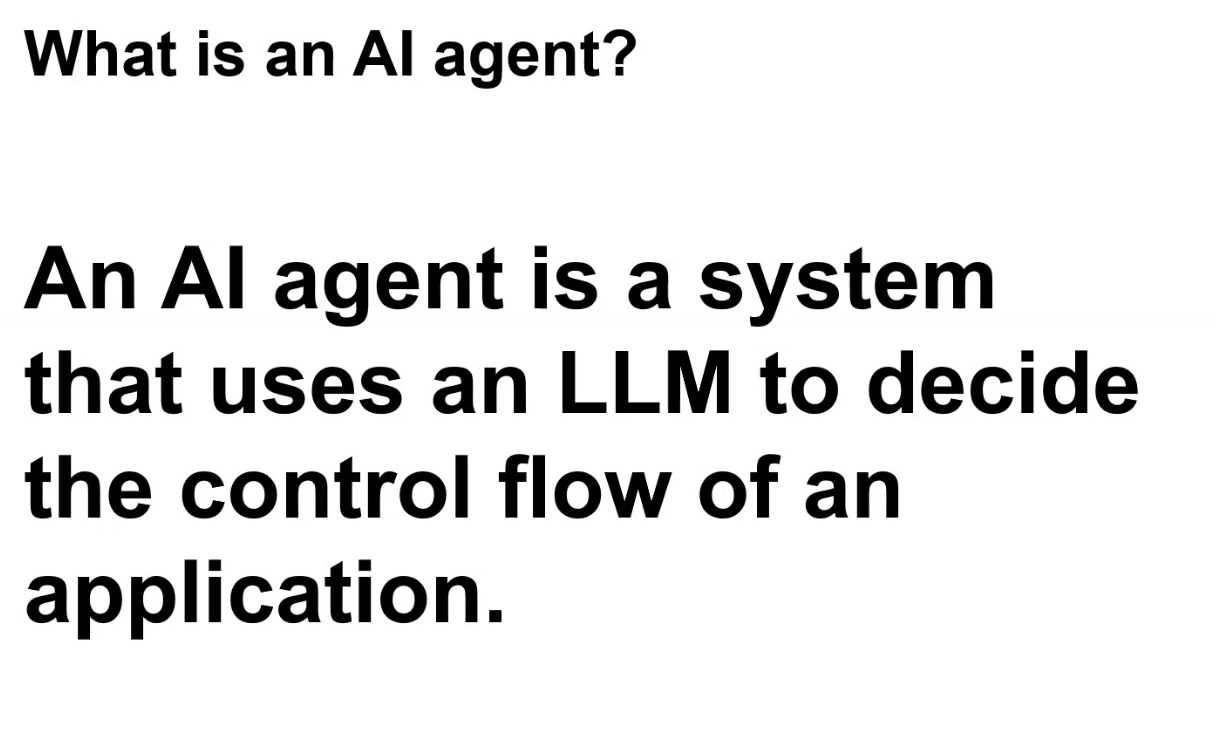 What is an AI agent?
An AI agent is a system
that uses an LLM to decide
the control flow of an
application.